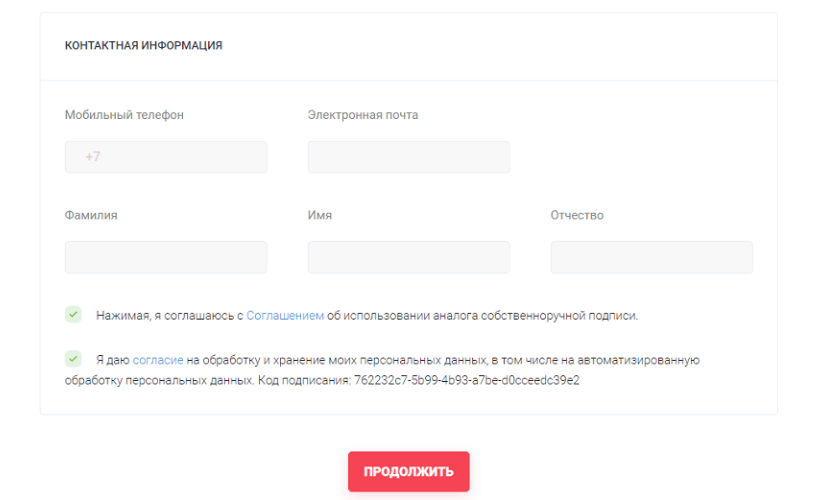 КОНТАКТНАЯ ИНФОРМАЦИЯ
Мобильный телефон Электронная почта
+7
Фамилия Имя Отчество
Нажимая, я соглашаюсь с Соглашением об использовании аналога собственноручной подписи.
Я даю согласие на обработку и хранение моих персональных данных, в том числе на автоматизированную
обработку персональных данных. Код подписания: 762232c7-5b99-4b93-a7be-d0cceedc39e2
ПРОДОЛЖИТЬ